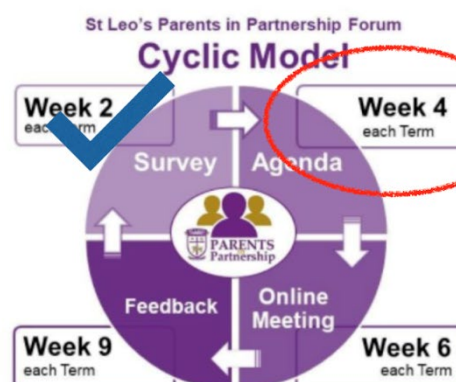 St Leo's Parents in Partnership Forum
Cyclic Model
Week 2
each Term
Week 4
each Term
Survey
Agenda
PARENTS
in
Partnership
Feedback
Online
Meeting
Week 9
each Term
Week 6
each Term